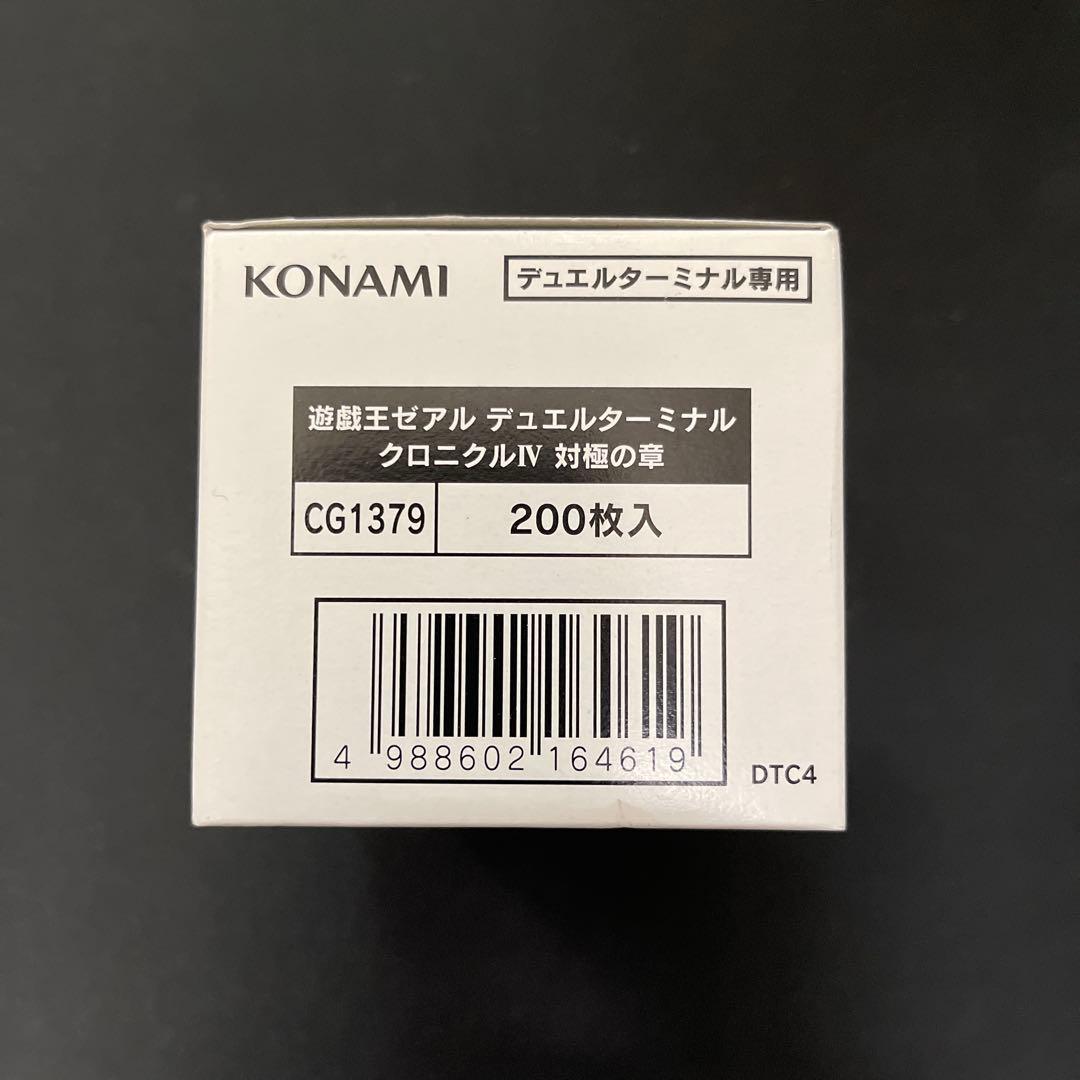 KONAMI
デュエルターミナル専用
遊戯王ゼアル デュエルターミナル
クロニクルⅣ 対極の章
CG1379
200枚入
4 988602 164619
DTC4